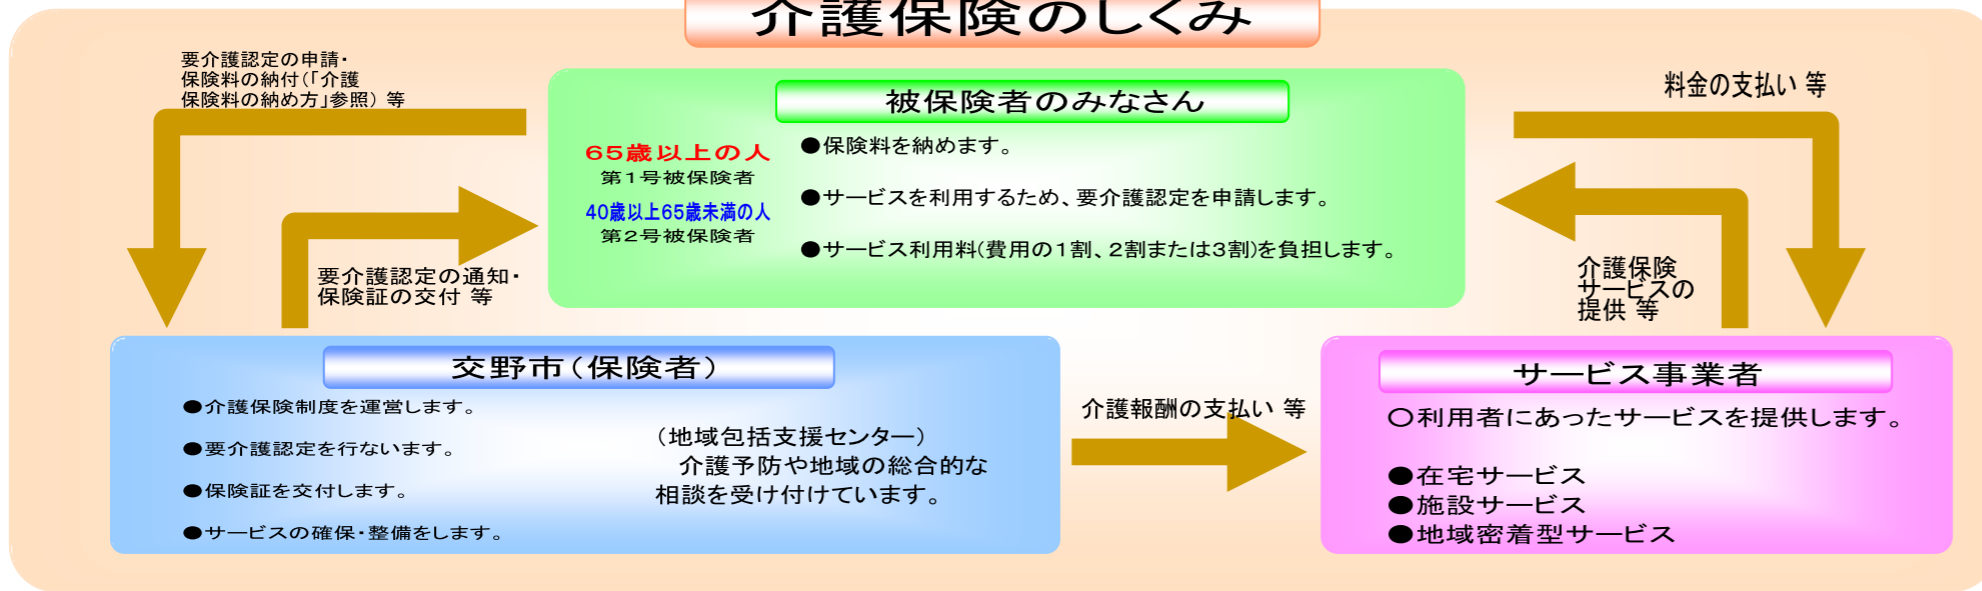 介護保険のしくみ
要介護認定の申請・
保険料の納付(「介護
保険料の納め方」参照) 等
被保険者のみなさん
料金の支払い 等
65歳以上の人
第1号被保険者
40歳以上65歳未満の人
第2号被保険者
●保険料を納めます。
●サービスを利用するため、要介護認定を申請します。
●サービス利用料(費用の1割、2割または3割)を負担します。
要介護認定の通知・
保険証の交付 等
介護保険
サービスの
提供 等
交野市(保険者)
●介護保険制度を運営します。
●要介護認定を行ないます。
●保険証を交付します。
●サービスの確保・整備をします。
(地域包括支援センター)
介護予防や地域の総合的な
相談を受け付けています。
介護報酬の支払い 等
サービス事業者
○利用者にあったサービスを提供します。
●在宅サービス
●施設サービス
●地域密着型サービス